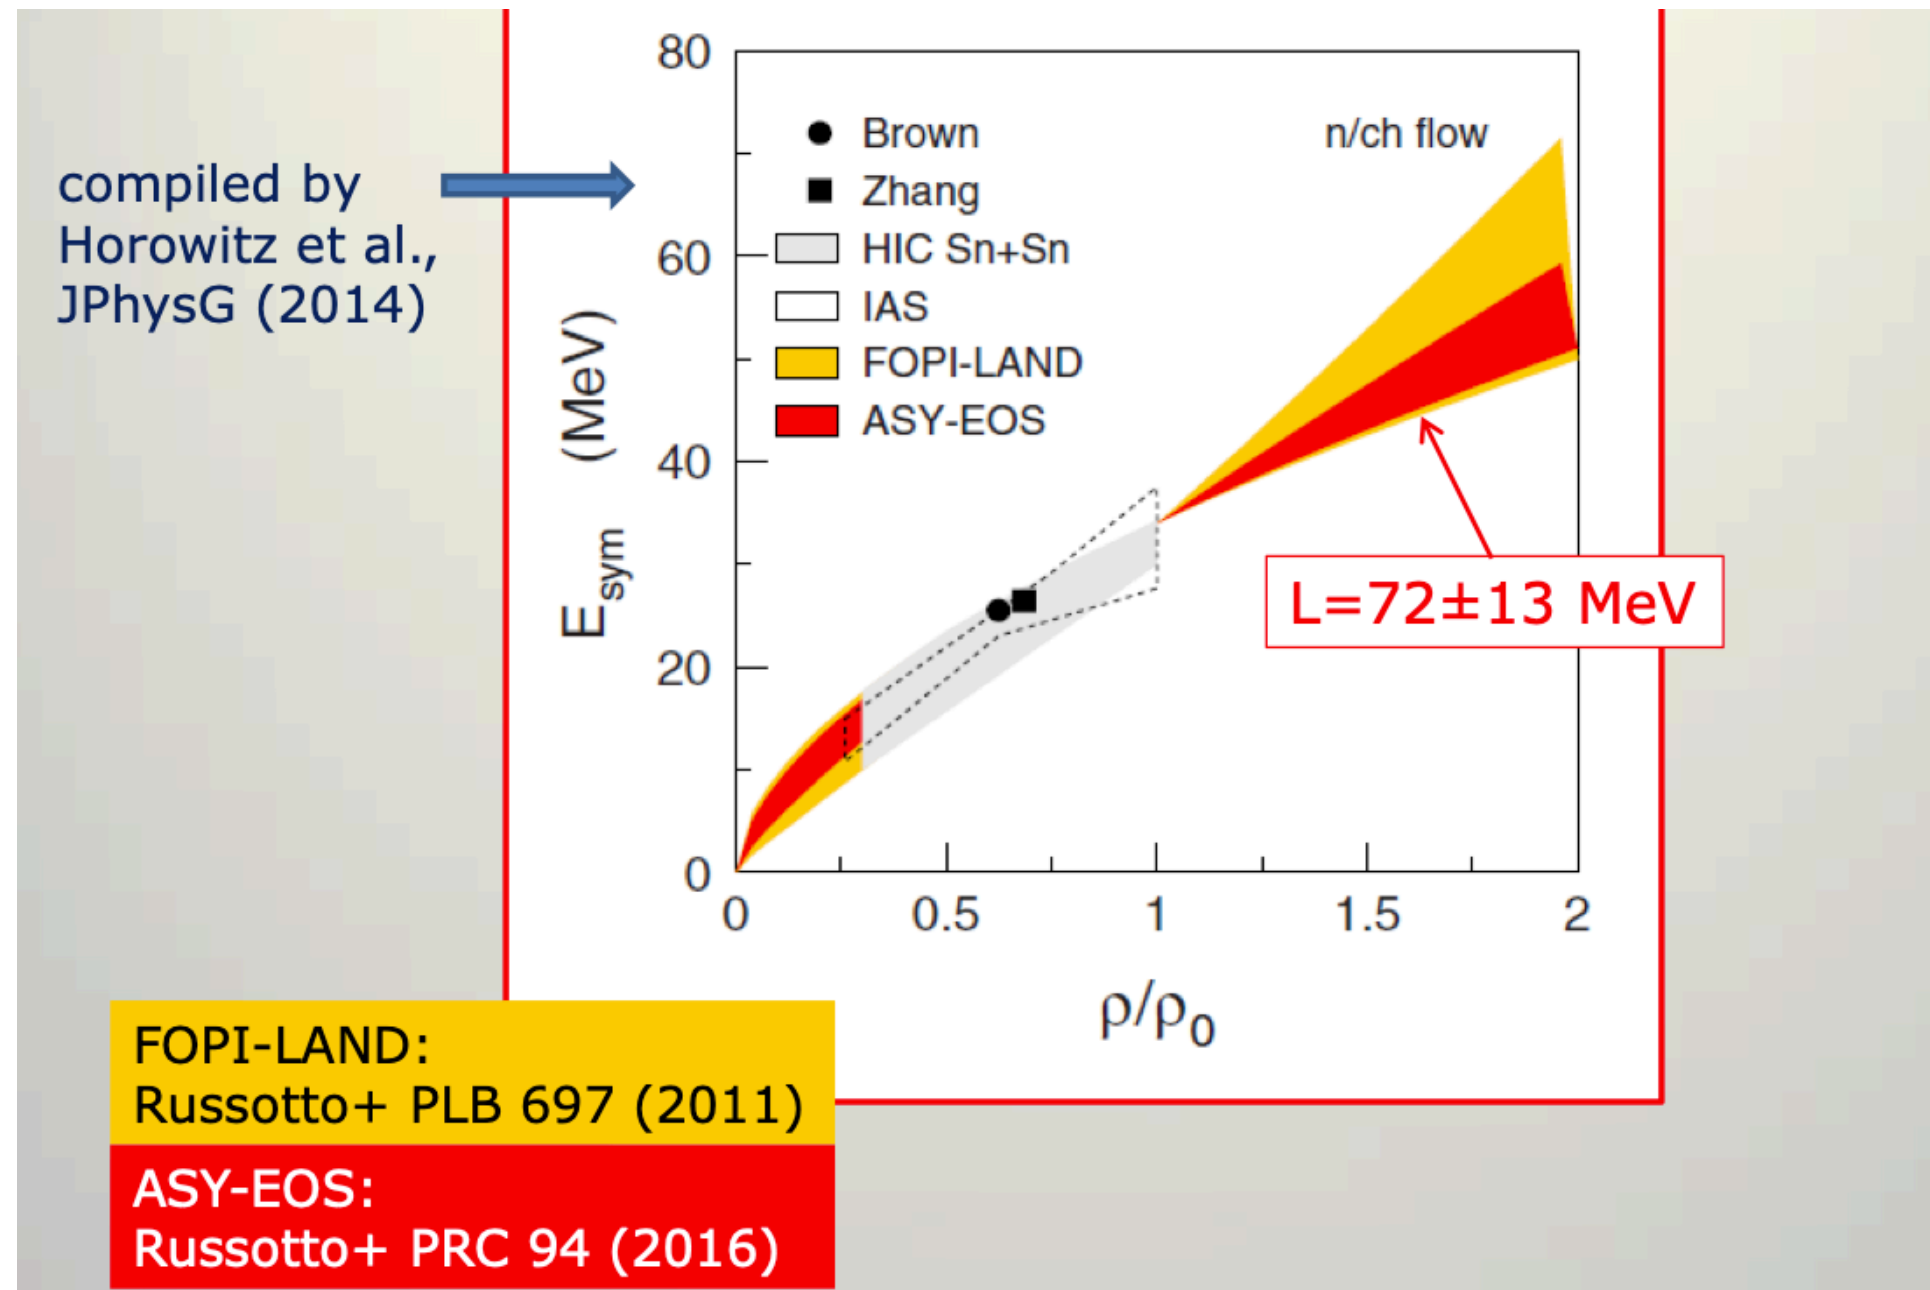 compiled by
Horowitz et al.,
JPhysG (2014)
80
60
40
20
0
E_sym (MeV)
Brown
Zhang
HIC Sn+Sn
IAS
FOPI-LAND
ASY-EOS
n/ch flow
L=72±13 MeV
0 0.5 1 1.5 2
ρ/ρ₀
FOPI-LAND:
Russotto+ PLB 697 (2011)
ASY-EOS:
Russotto+ PRC 94 (2016)